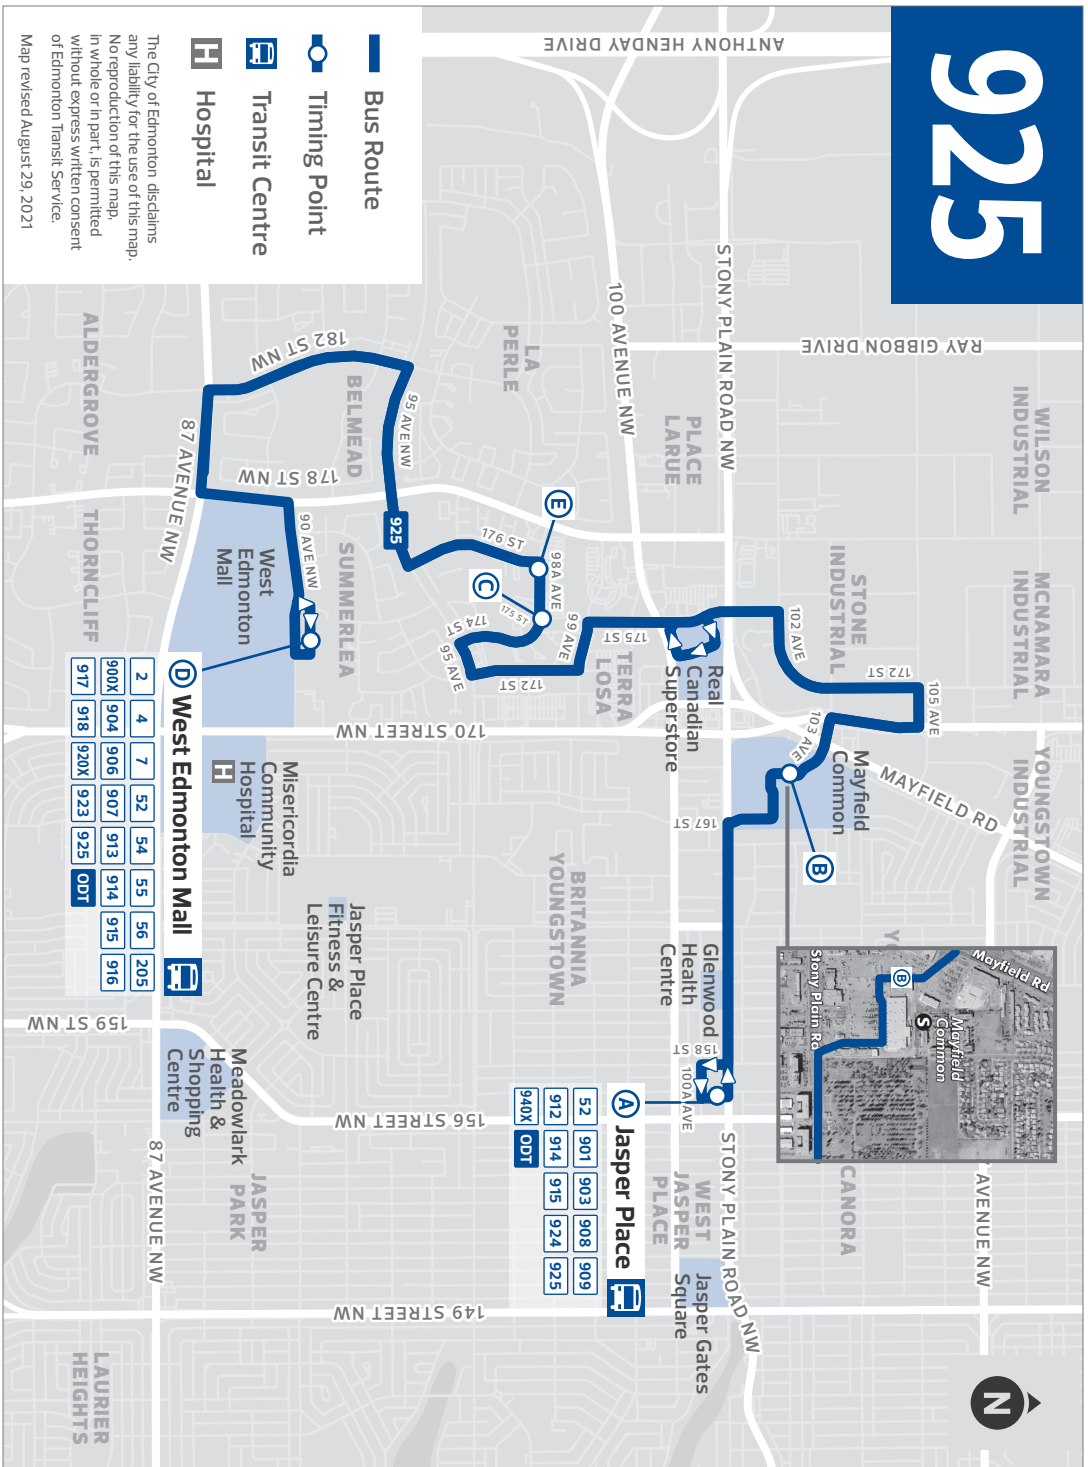 925
Bus Route
Timing Point
Transit Centre
H
Hospital
The City of Edmonton disclaims
any liability for the use of this map.
No reproduction of this map,
in whole or in part, is permitted
without express written consent
of Edmonton Transit Service.
Map revised August 29, 2021
ANTHONY HENDAY DRIVE
RAY GIBBON DRIVE
STONY PLAIN ROAD NW
100 AVENUE NW
WILSON
INDUSTRIAL
MCNAMARA
INDUSTRIAL
YOUNGSTOWN
INDUSTRIAL
STONE
INDUSTRIAL
PLACE
LARUE
LA
PERLE
BELMEAD
ALDERGROVE
THORNCLIFF
SUMMERLEA
TERRA
LOSA
182 ST NW
95 AVE NW
178 ST NW
87 AVENUE NW
90 AVE NW
925
176 ST
E
98A AVE
C
175 ST
174 ST
95 AVE
172 ST
99 AVE
175 ST
102 AVE
172 ST
105 AVE
103 AVE
MAYFIELD RD
Real
Canadian
Superstore
Mayfield
Common
B
167 ST
170 STREET NW
West
Edmonton
Mall
D West Edmonton Mall
2 4 7 52 54 55 56 205
900X 904 906 907 913 914 915 916
917 918 920X 923 925 ODT
Misericordia
Community
Hospital
H
Jasper Place
Fitness &
Leisure Centre
BRITANNIA
YOUNGSTOWN
Glenwood
Health
Centre
158 ST
100A AVE
159 ST NW
156 STREET NW
Meadowlark
Health &
Shopping
Centre
87 AVENUE NW
JASPER
PARK
A Jasper Place
52 901 903 908 909
912 914 915 924 925
940X ODT
WEST
JASPER
PLACE
Jasper Gates
Square
STONY PLAIN ROAD NW
149 STREET NW
CANORA
AVENUE NW
LAURIER
HEIGHTS
Mayfield Rd
B
S
Mayfield
Common
Stony Plain Rd
N